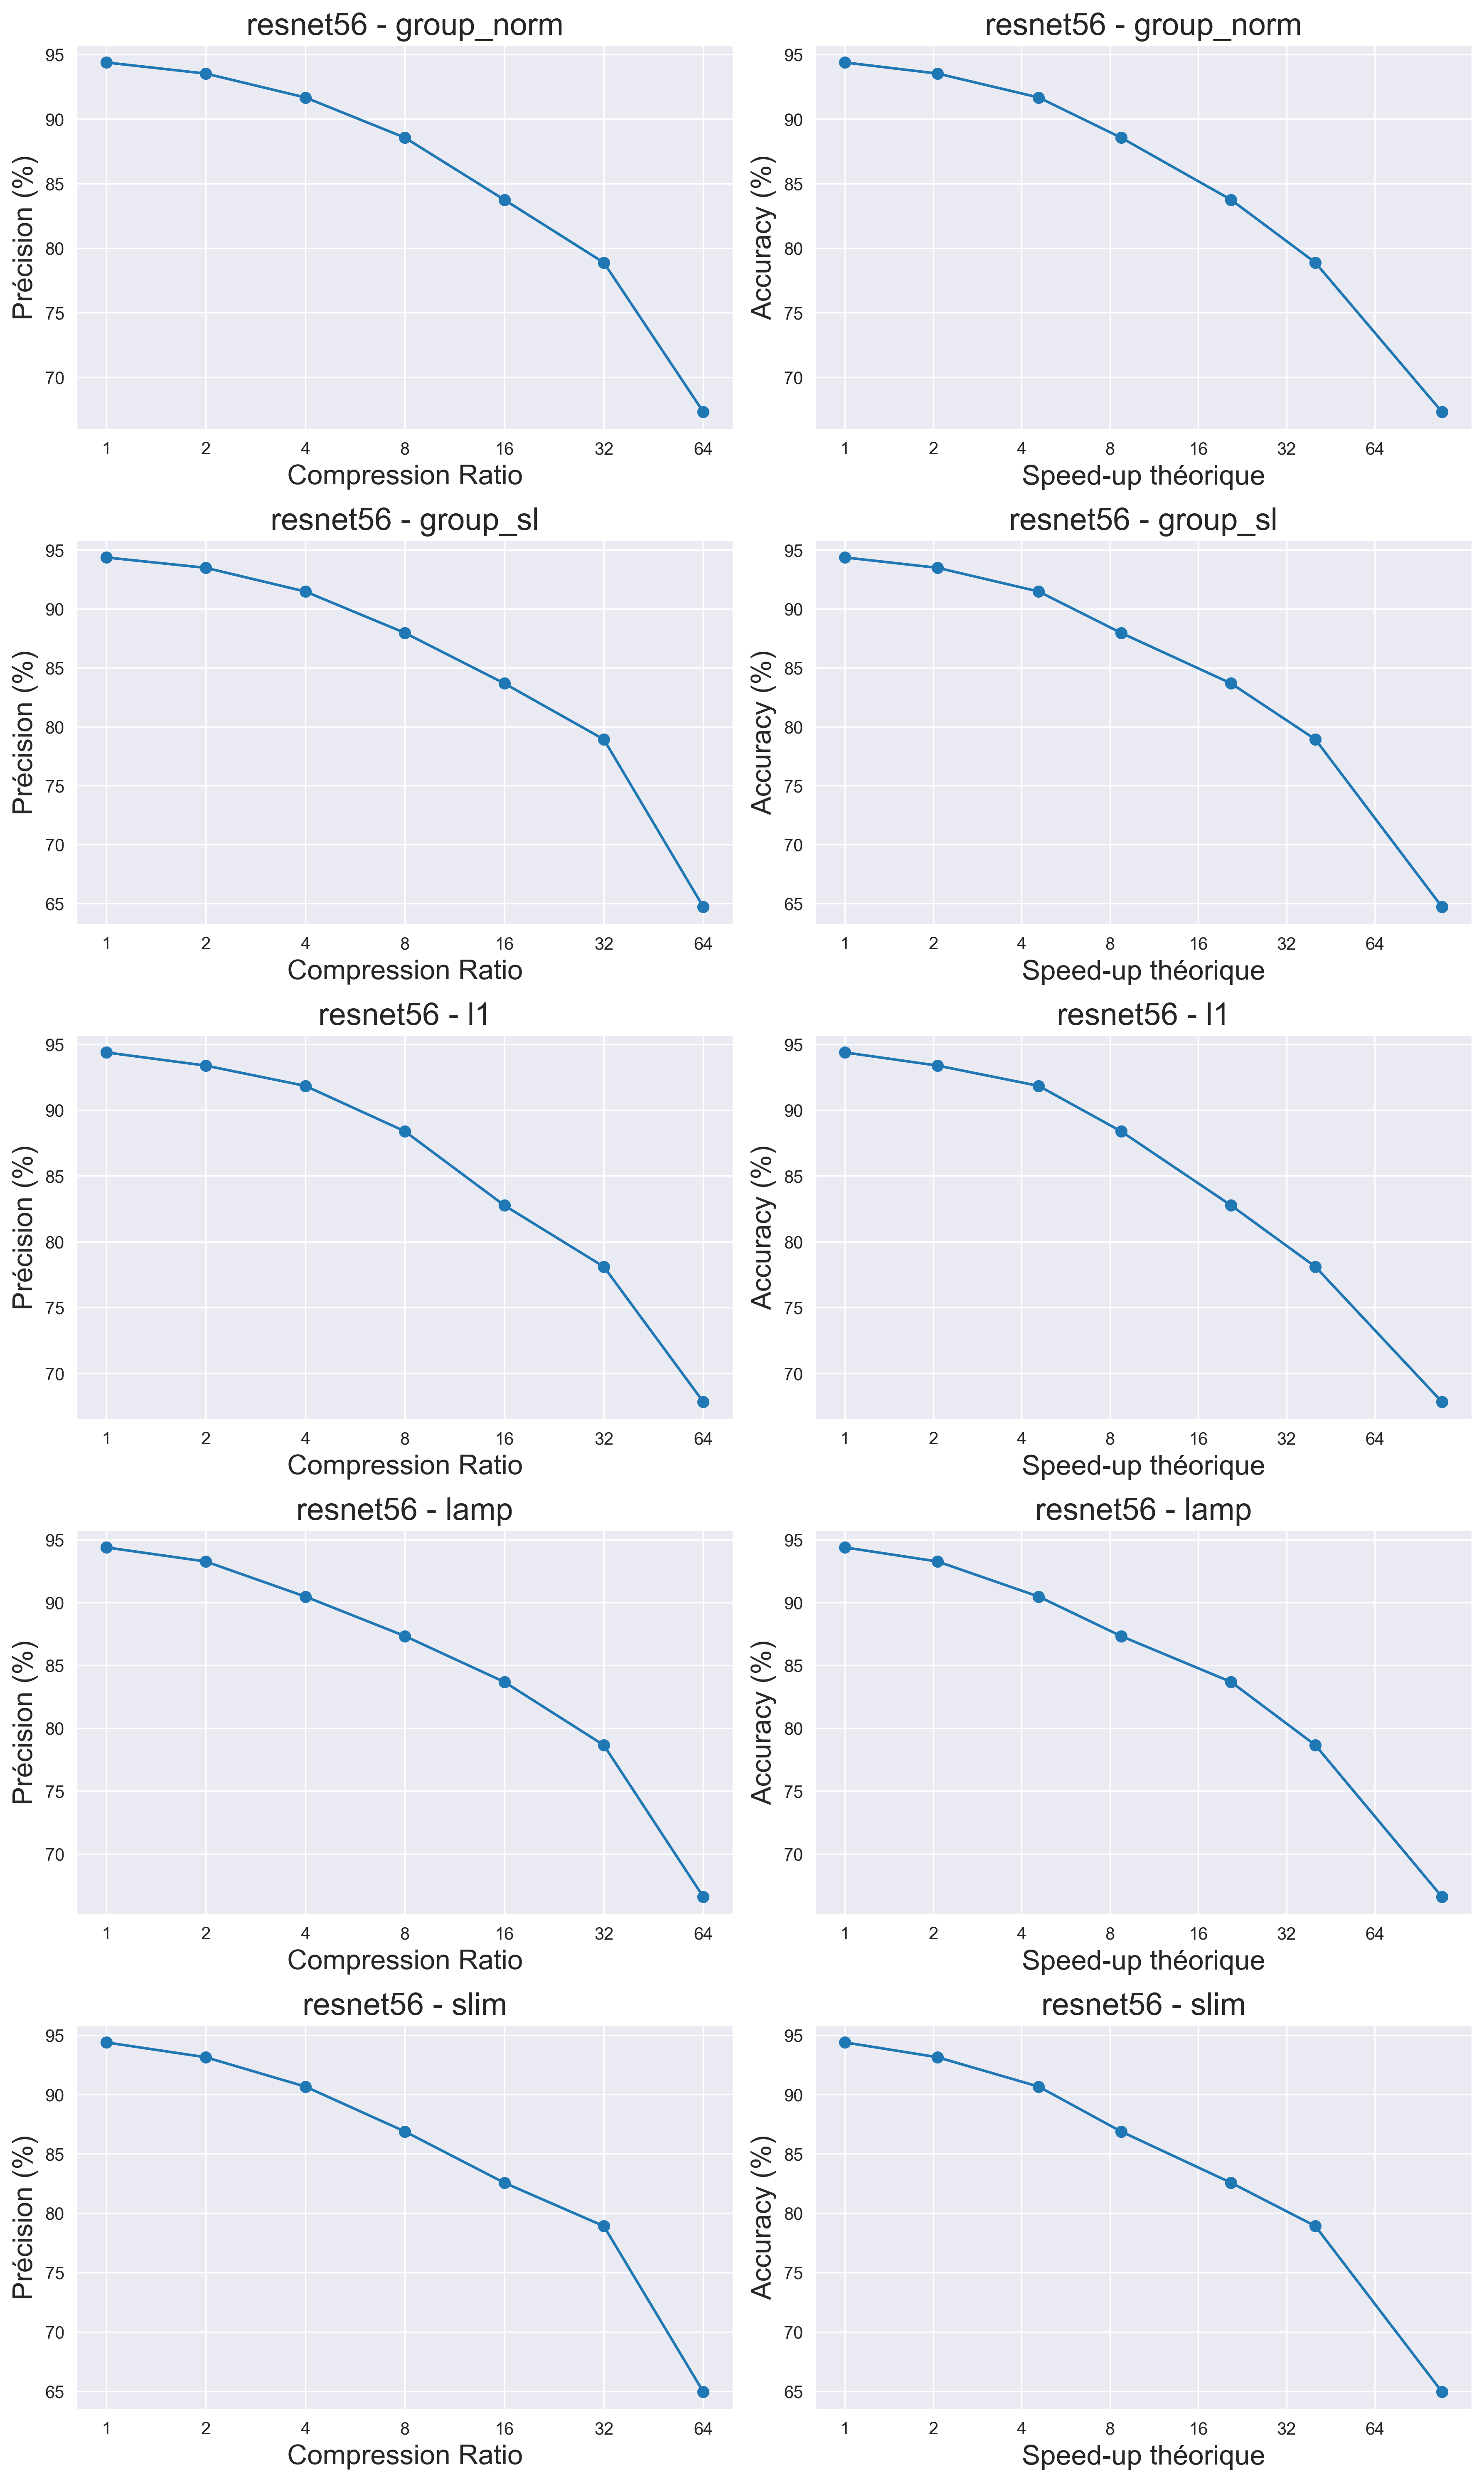 resnet56 - group_norm
95
90
85
80
75
70
Précision (%)
1 2 4 8 16 32 64
Compression Ratio
resnet56 - group_norm
95
90
85
80
75
70
Accuracy (%)
1 2 4 8 16 32 64
Speed-up théorique
resnet56 - group_sl
95
90
85
80
75
70
65
Précision (%)
1 2 4 8 16 32 64
Compression Ratio
resnet56 - group_sl
95
90
85
80
75
70
65
Accuracy (%)
1 2 4 8 16 32 64
Speed-up théorique
resnet56 - l1
95
90
85
80
75
70
Précision (%)
1 2 4 8 16 32 64
Compression Ratio
resnet56 - l1
95
90
85
80
75
70
Accuracy (%)
1 2 4 8 16 32 64
Speed-up théorique
resnet56 - lamp
95
90
85
80
75
70
Précision (%)
1 2 4 8 16 32 64
Compression Ratio
resnet56 - lamp
95
90
85
80
75
70
Accuracy (%)
1 2 4 8 16 32 64
Speed-up théorique
resnet56 - slim
95
90
85
80
75
70
65
Précision (%)
1 2 4 8 16 32 64
Compression Ratio
resnet56 - slim
95
90
85
80
75
70
65
Accuracy (%)
1 2 4 8 16 32 64
Speed-up théorique